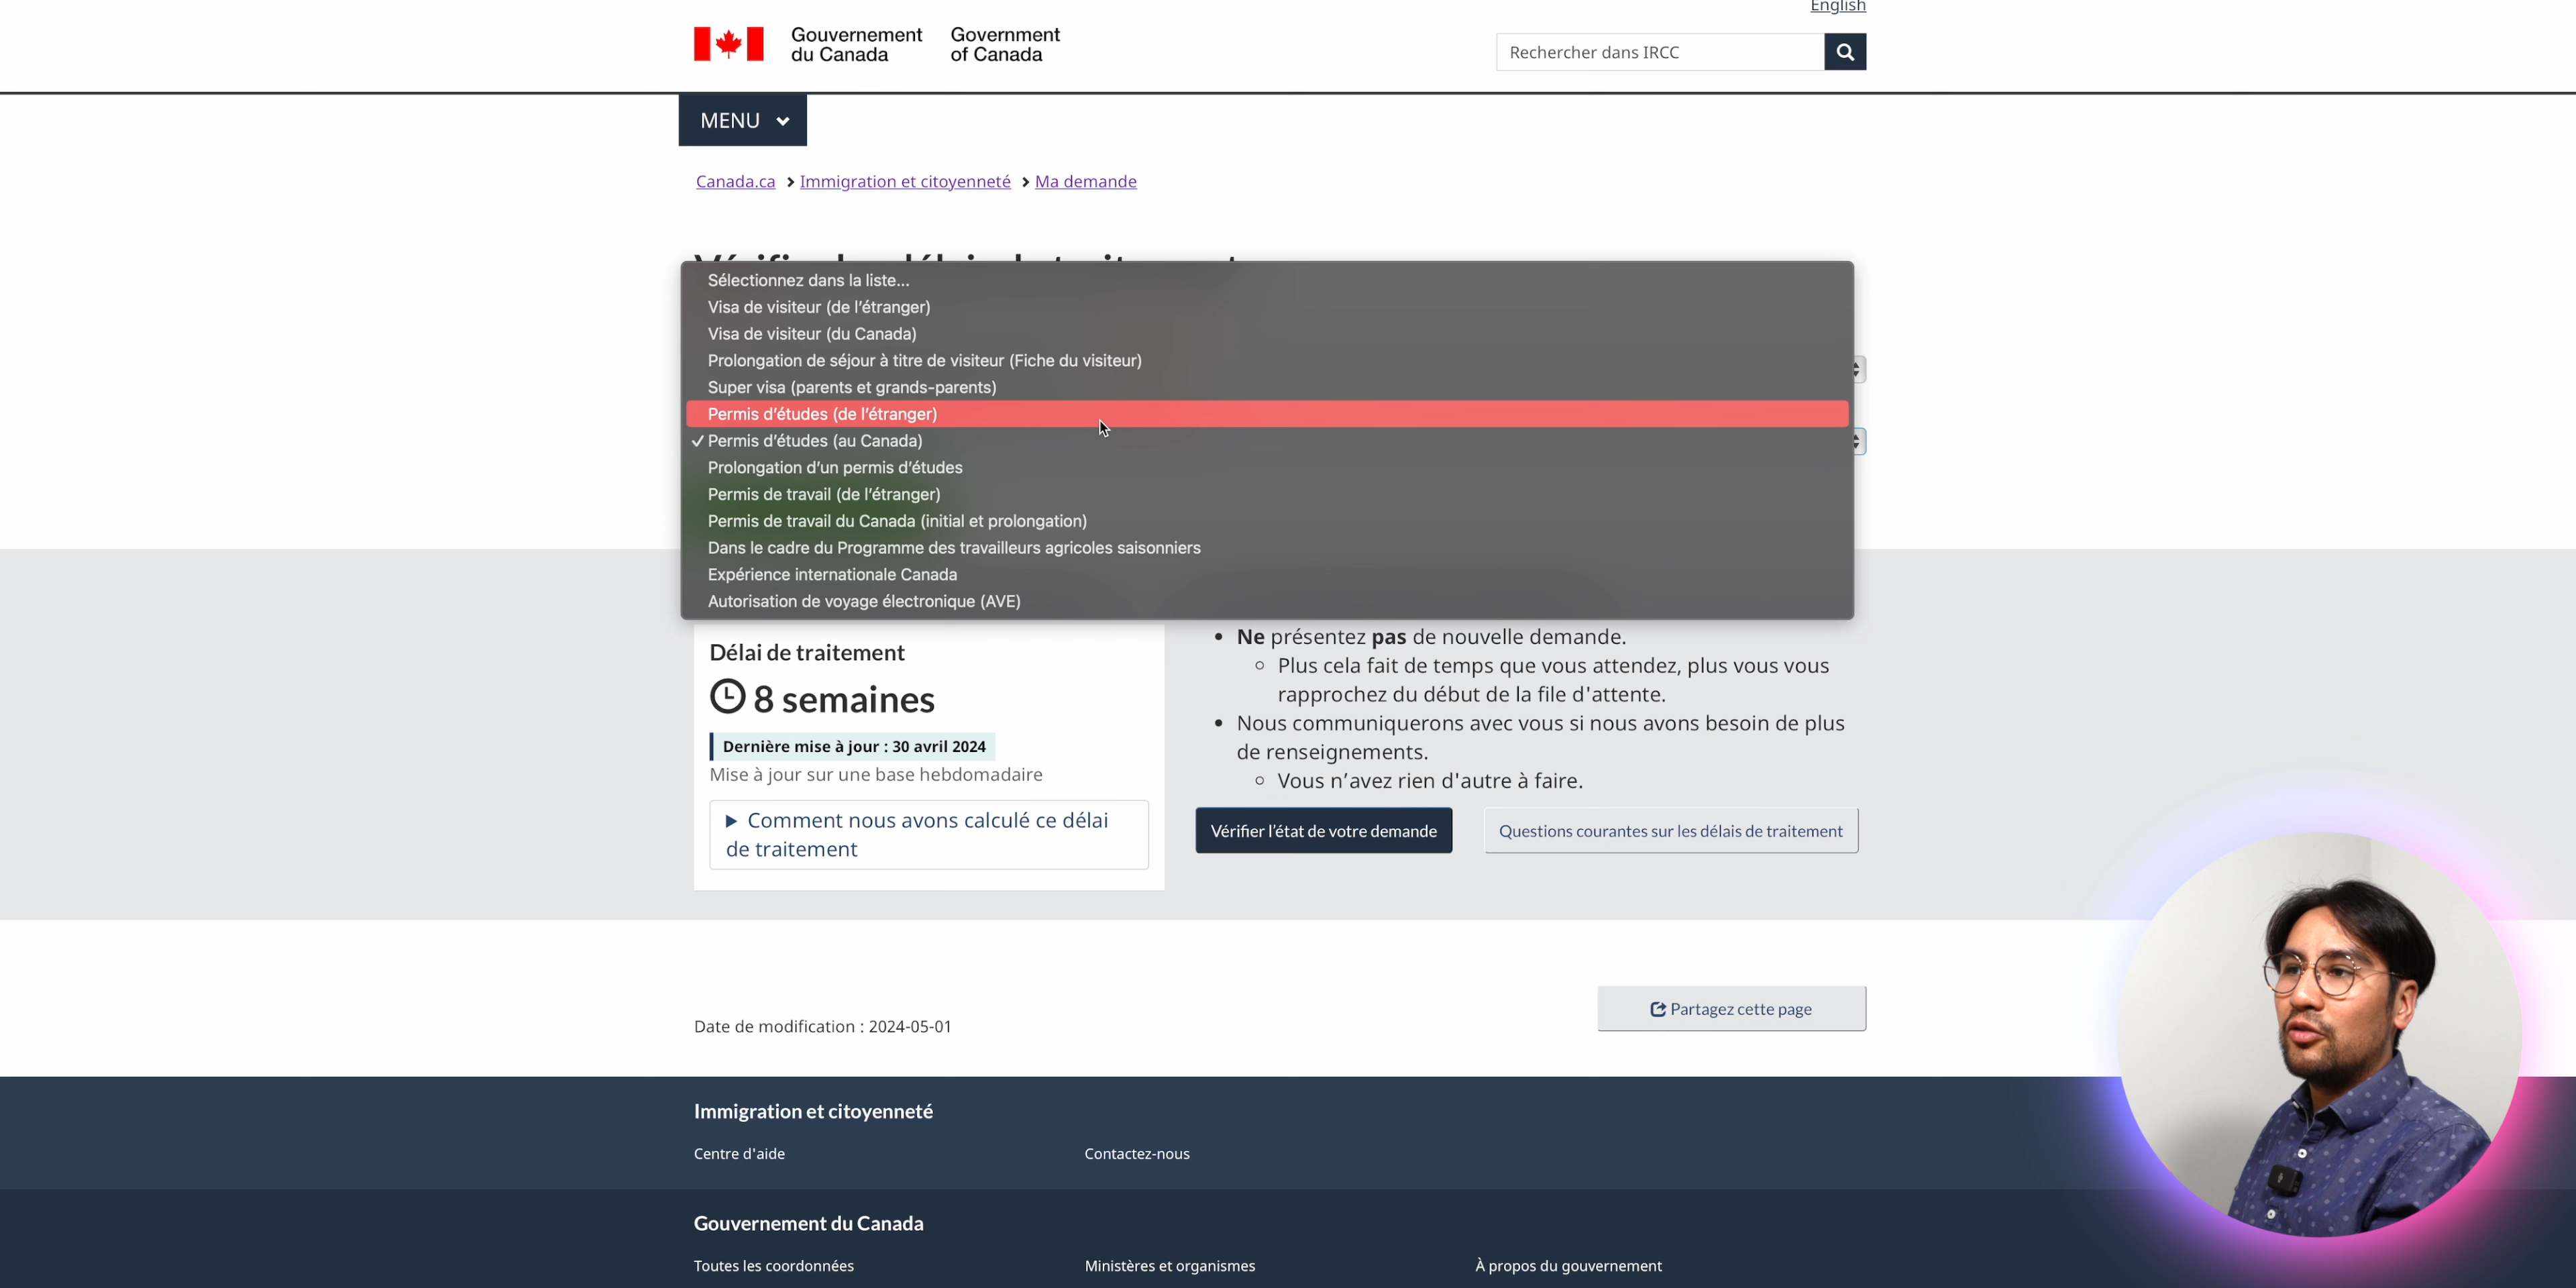 English
Gouvernement du Canada
Government of Canada
Rechercher dans IRCC
MENU
Canada.ca > Immigration et citoyenneté > Ma demande
Sélectionnez dans la liste...
Visa de visiteur (de l'étranger)
Visa de visiteur (du Canada)
Prolongation de séjour à titre de visiteur (Fiche du visiteur)
Super visa (parents et grands-parents)
Permis d'études (de l'étranger)
✓ Permis d'études (au Canada)
Prolongation d'un permis d'études
Permis de travail (de l'étranger)
Permis de travail du Canada (initial et prolongation)
Dans le cadre du Programme des travailleurs agricoles saisonniers
Expérience internationale Canada
Autorisation de voyage électronique (AVE)
Délai de traitement
8 semaines
Dernière mise à jour : 30 avril 2024
Mise à jour sur une base hebdomadaire
▶ Comment nous avons calculé ce délai
de traitement
• Ne présentez pas de nouvelle demande.
○ Plus cela fait de temps que vous attendez, plus vous vous
rapprochez du début de la file d'attente.
• Nous communiquerons avec vous si nous avons besoin de plus
de renseignements.
○ Vous n'avez rien d'autre à faire.
Vérifier l'état de votre demande
Questions courantes sur les délais de traitement
Partagez cette page
Date de modification : 2024-05-01
Immigration et citoyenneté
Centre d'aide
Contactez-nous
Gouvernement du Canada
Toutes les coordonnées
Ministères et organismes
À propos du gouvernement